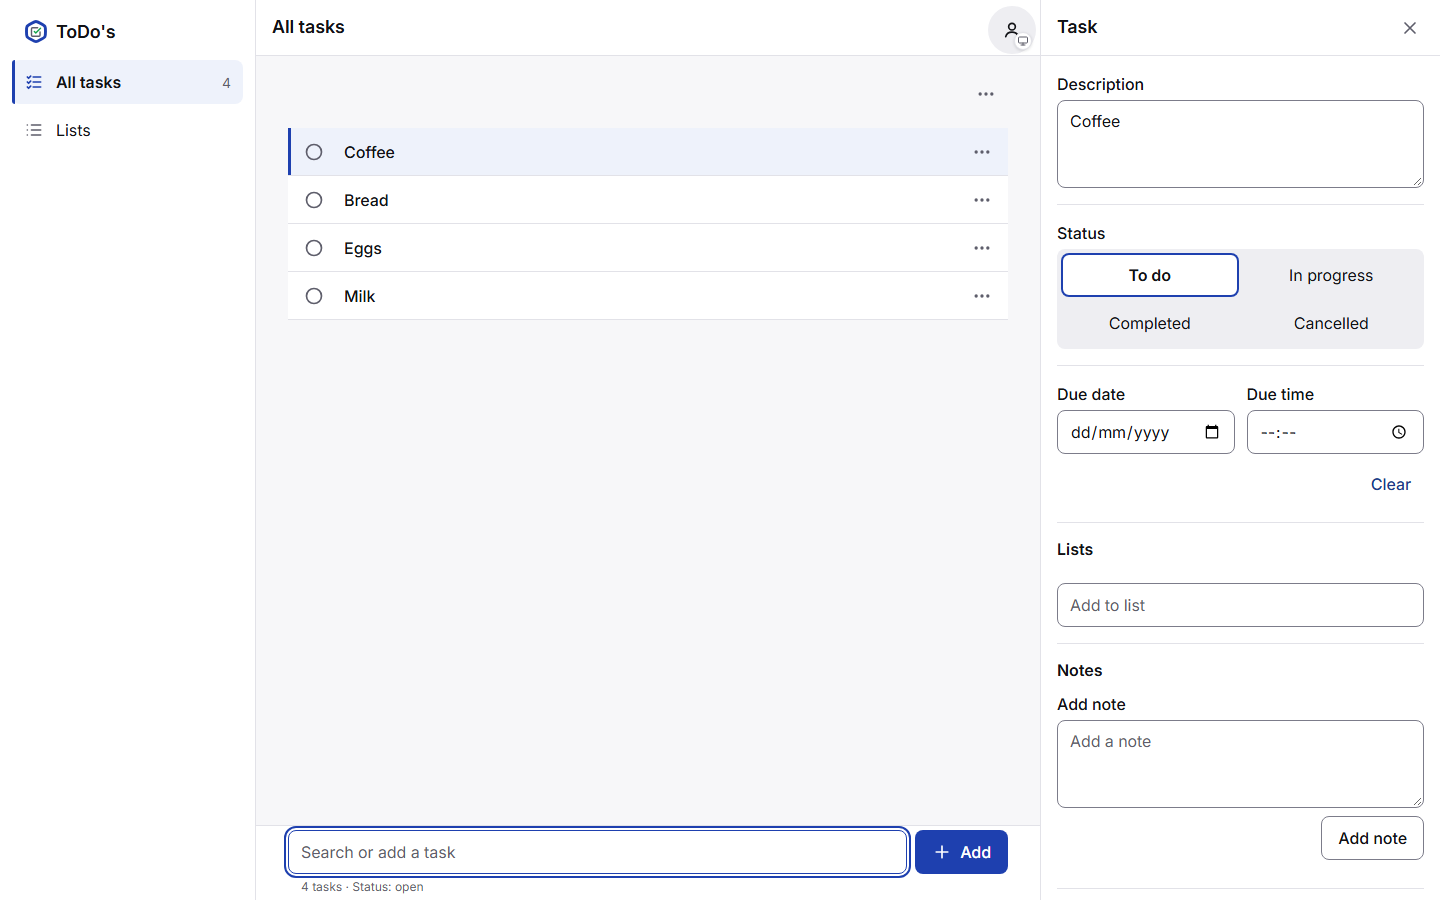 ToDo's
All tasks 4
Lists
All tasks
Coffee
Bread
Eggs
Milk
Search or add a task
Add
4 tasks · Status: open
Task
Description
Coffee
Status
To do
In progress
Completed
Cancelled
Due date
Due time
dd/mm/yyyy
--:--
Clear
Lists
Add to list
Notes
Add note
Add a note
Add note